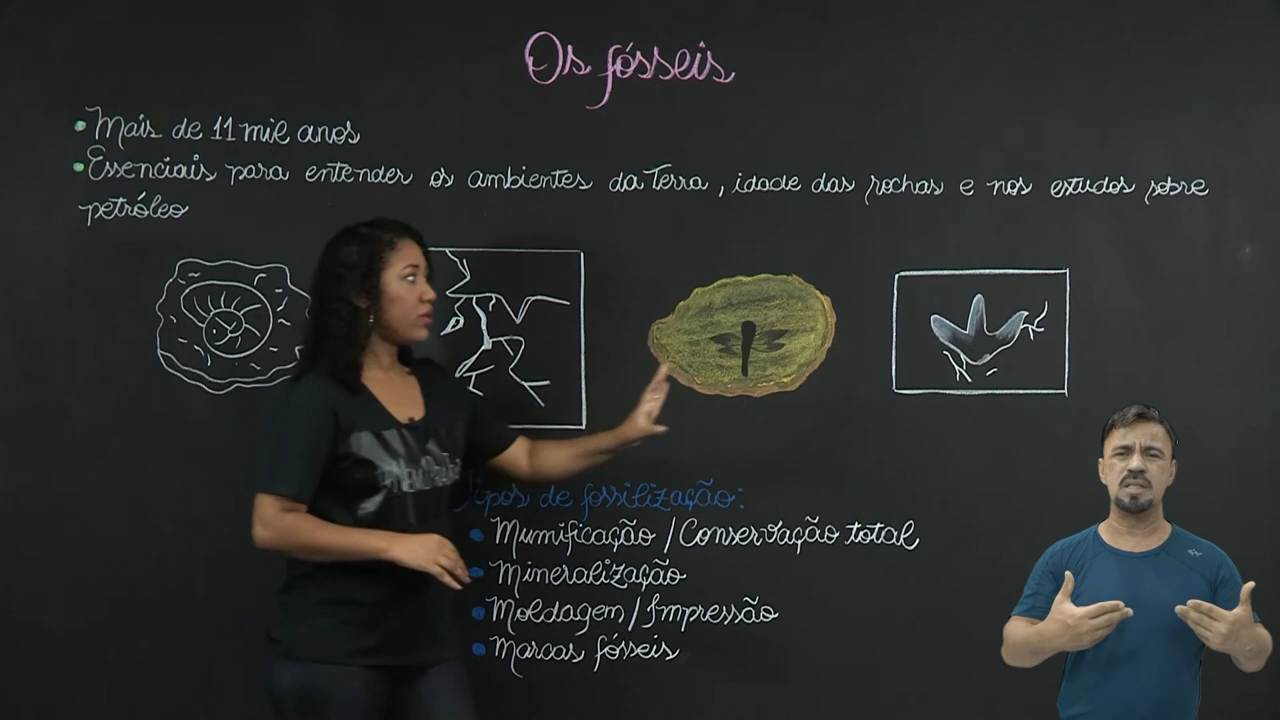 Os fósseis
• Mais de 11 mil anos
• Essenciais para entender os ambientes da Terra, idade das rochas e nos estudos sobre
petróleo
Tipos de fossilização:
• Mumificação / Conservação total
• Mineralização
• Moldagem / Impressão
• Marcas fósseis